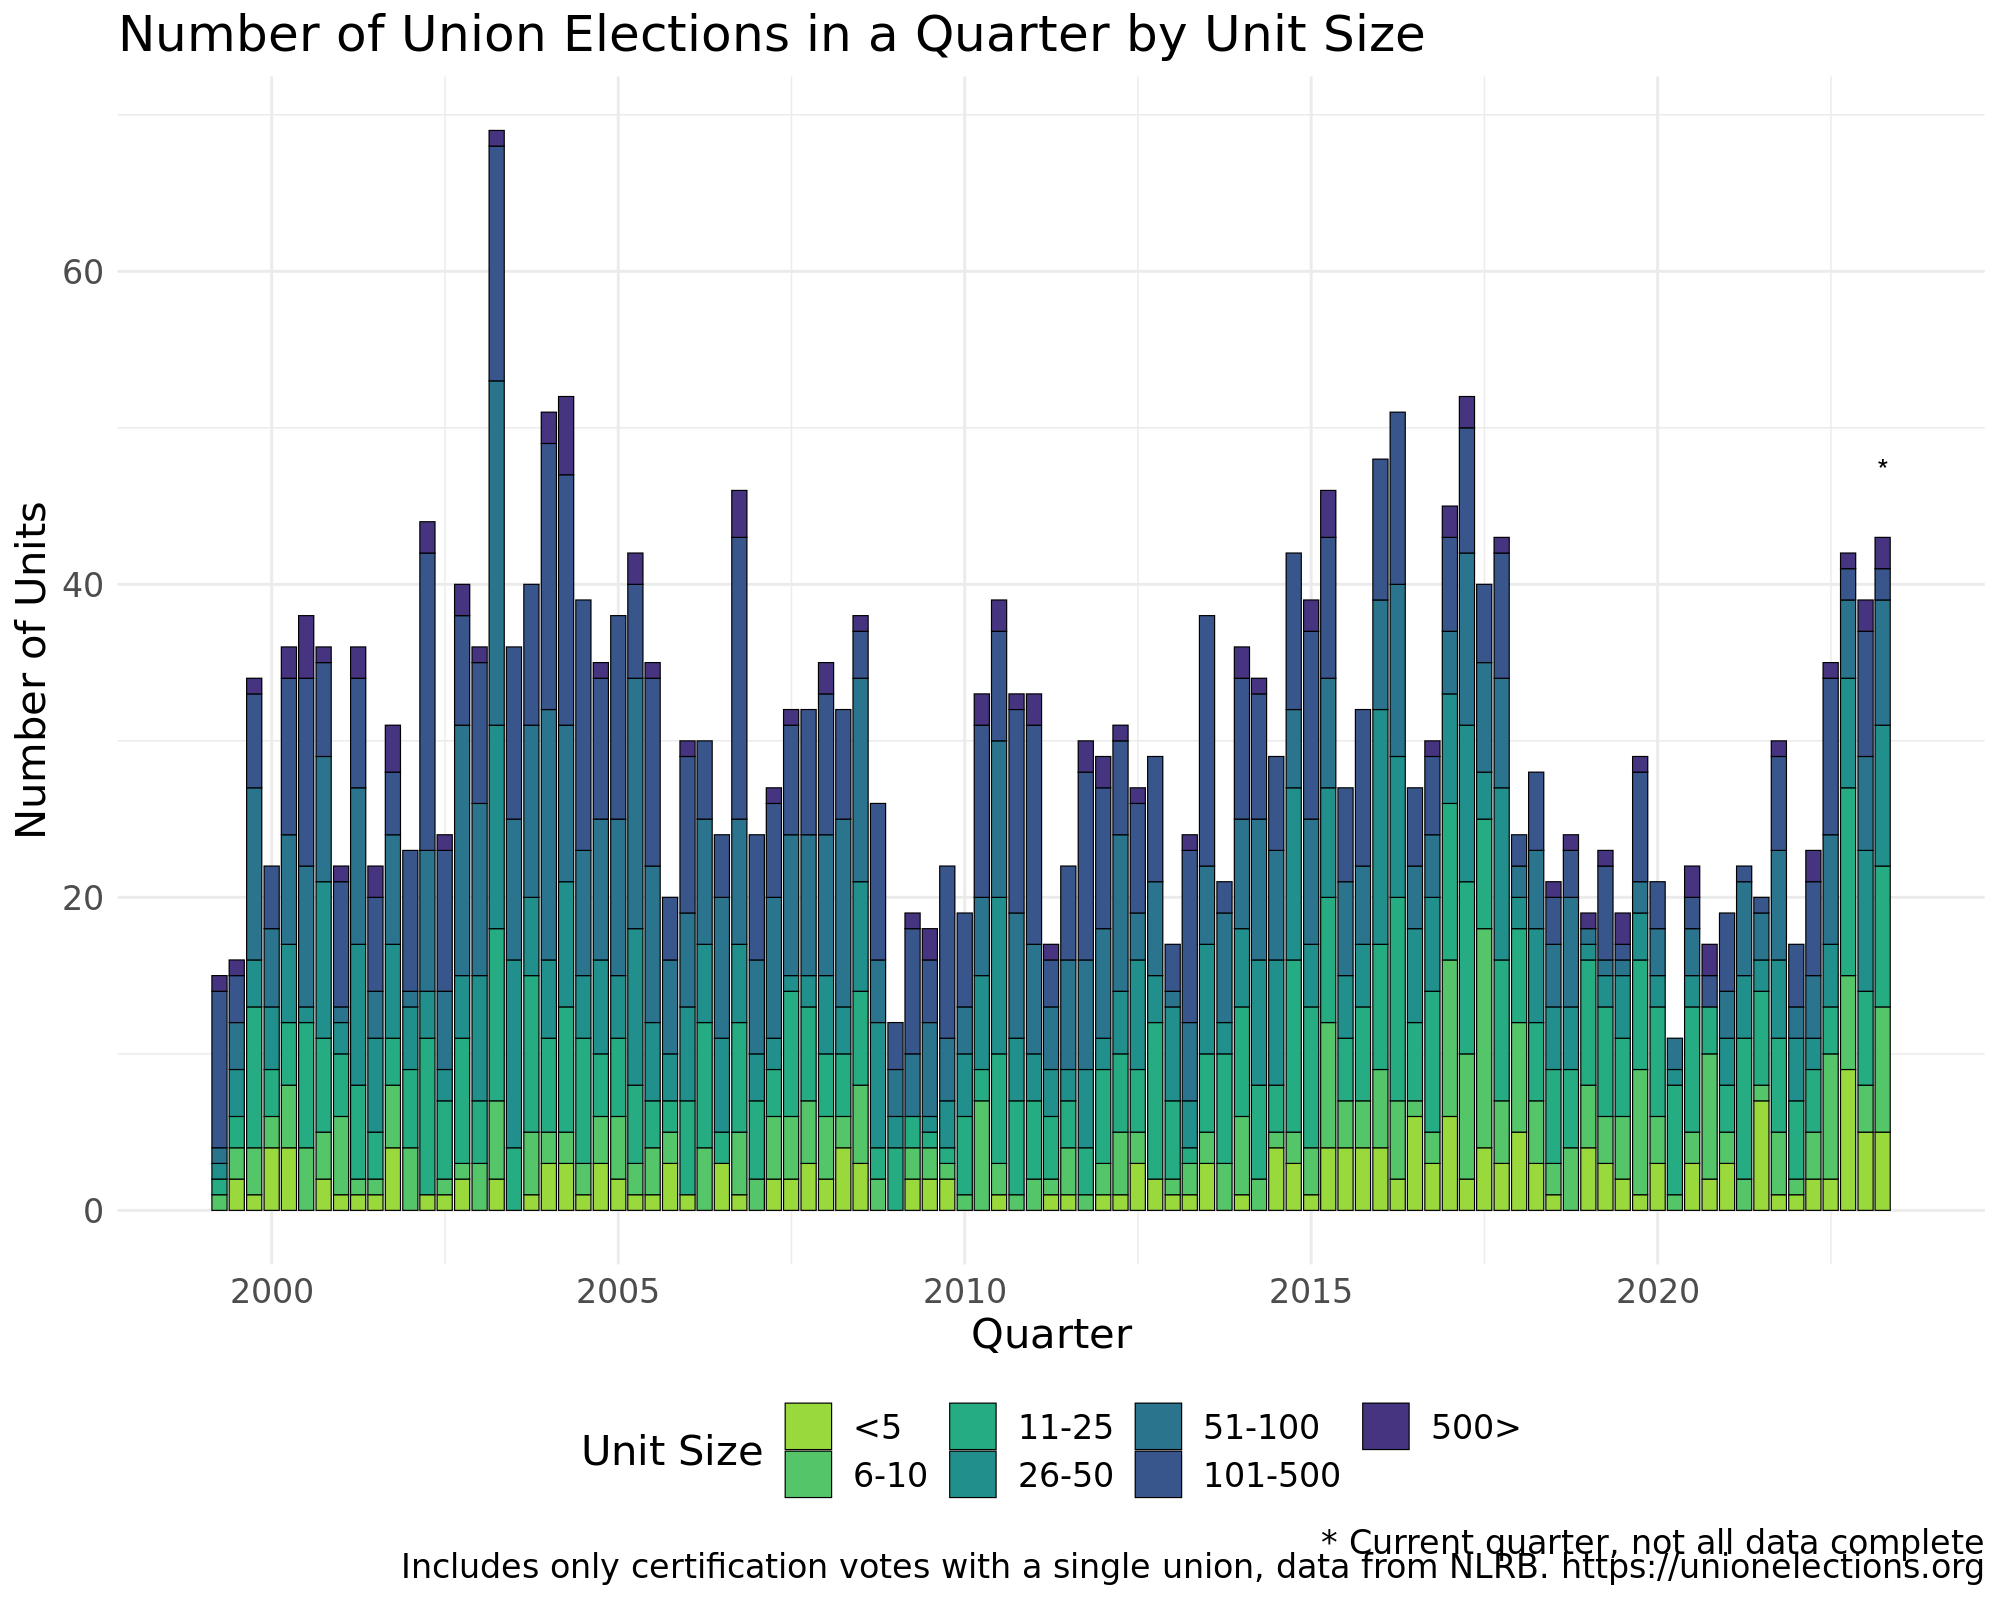 Number of Union Elections in a Quarter by Unit Size
Number of Units
60
40
20
0
*
2000 2005 2010 2015 2020
Quarter
Unit Size
<5 11-25 51-100 500>
6-10 26-50 101-500
* Current quarter, not all data complete
Includes only certification votes with a single union, data from NLRB. https://unionelections.org